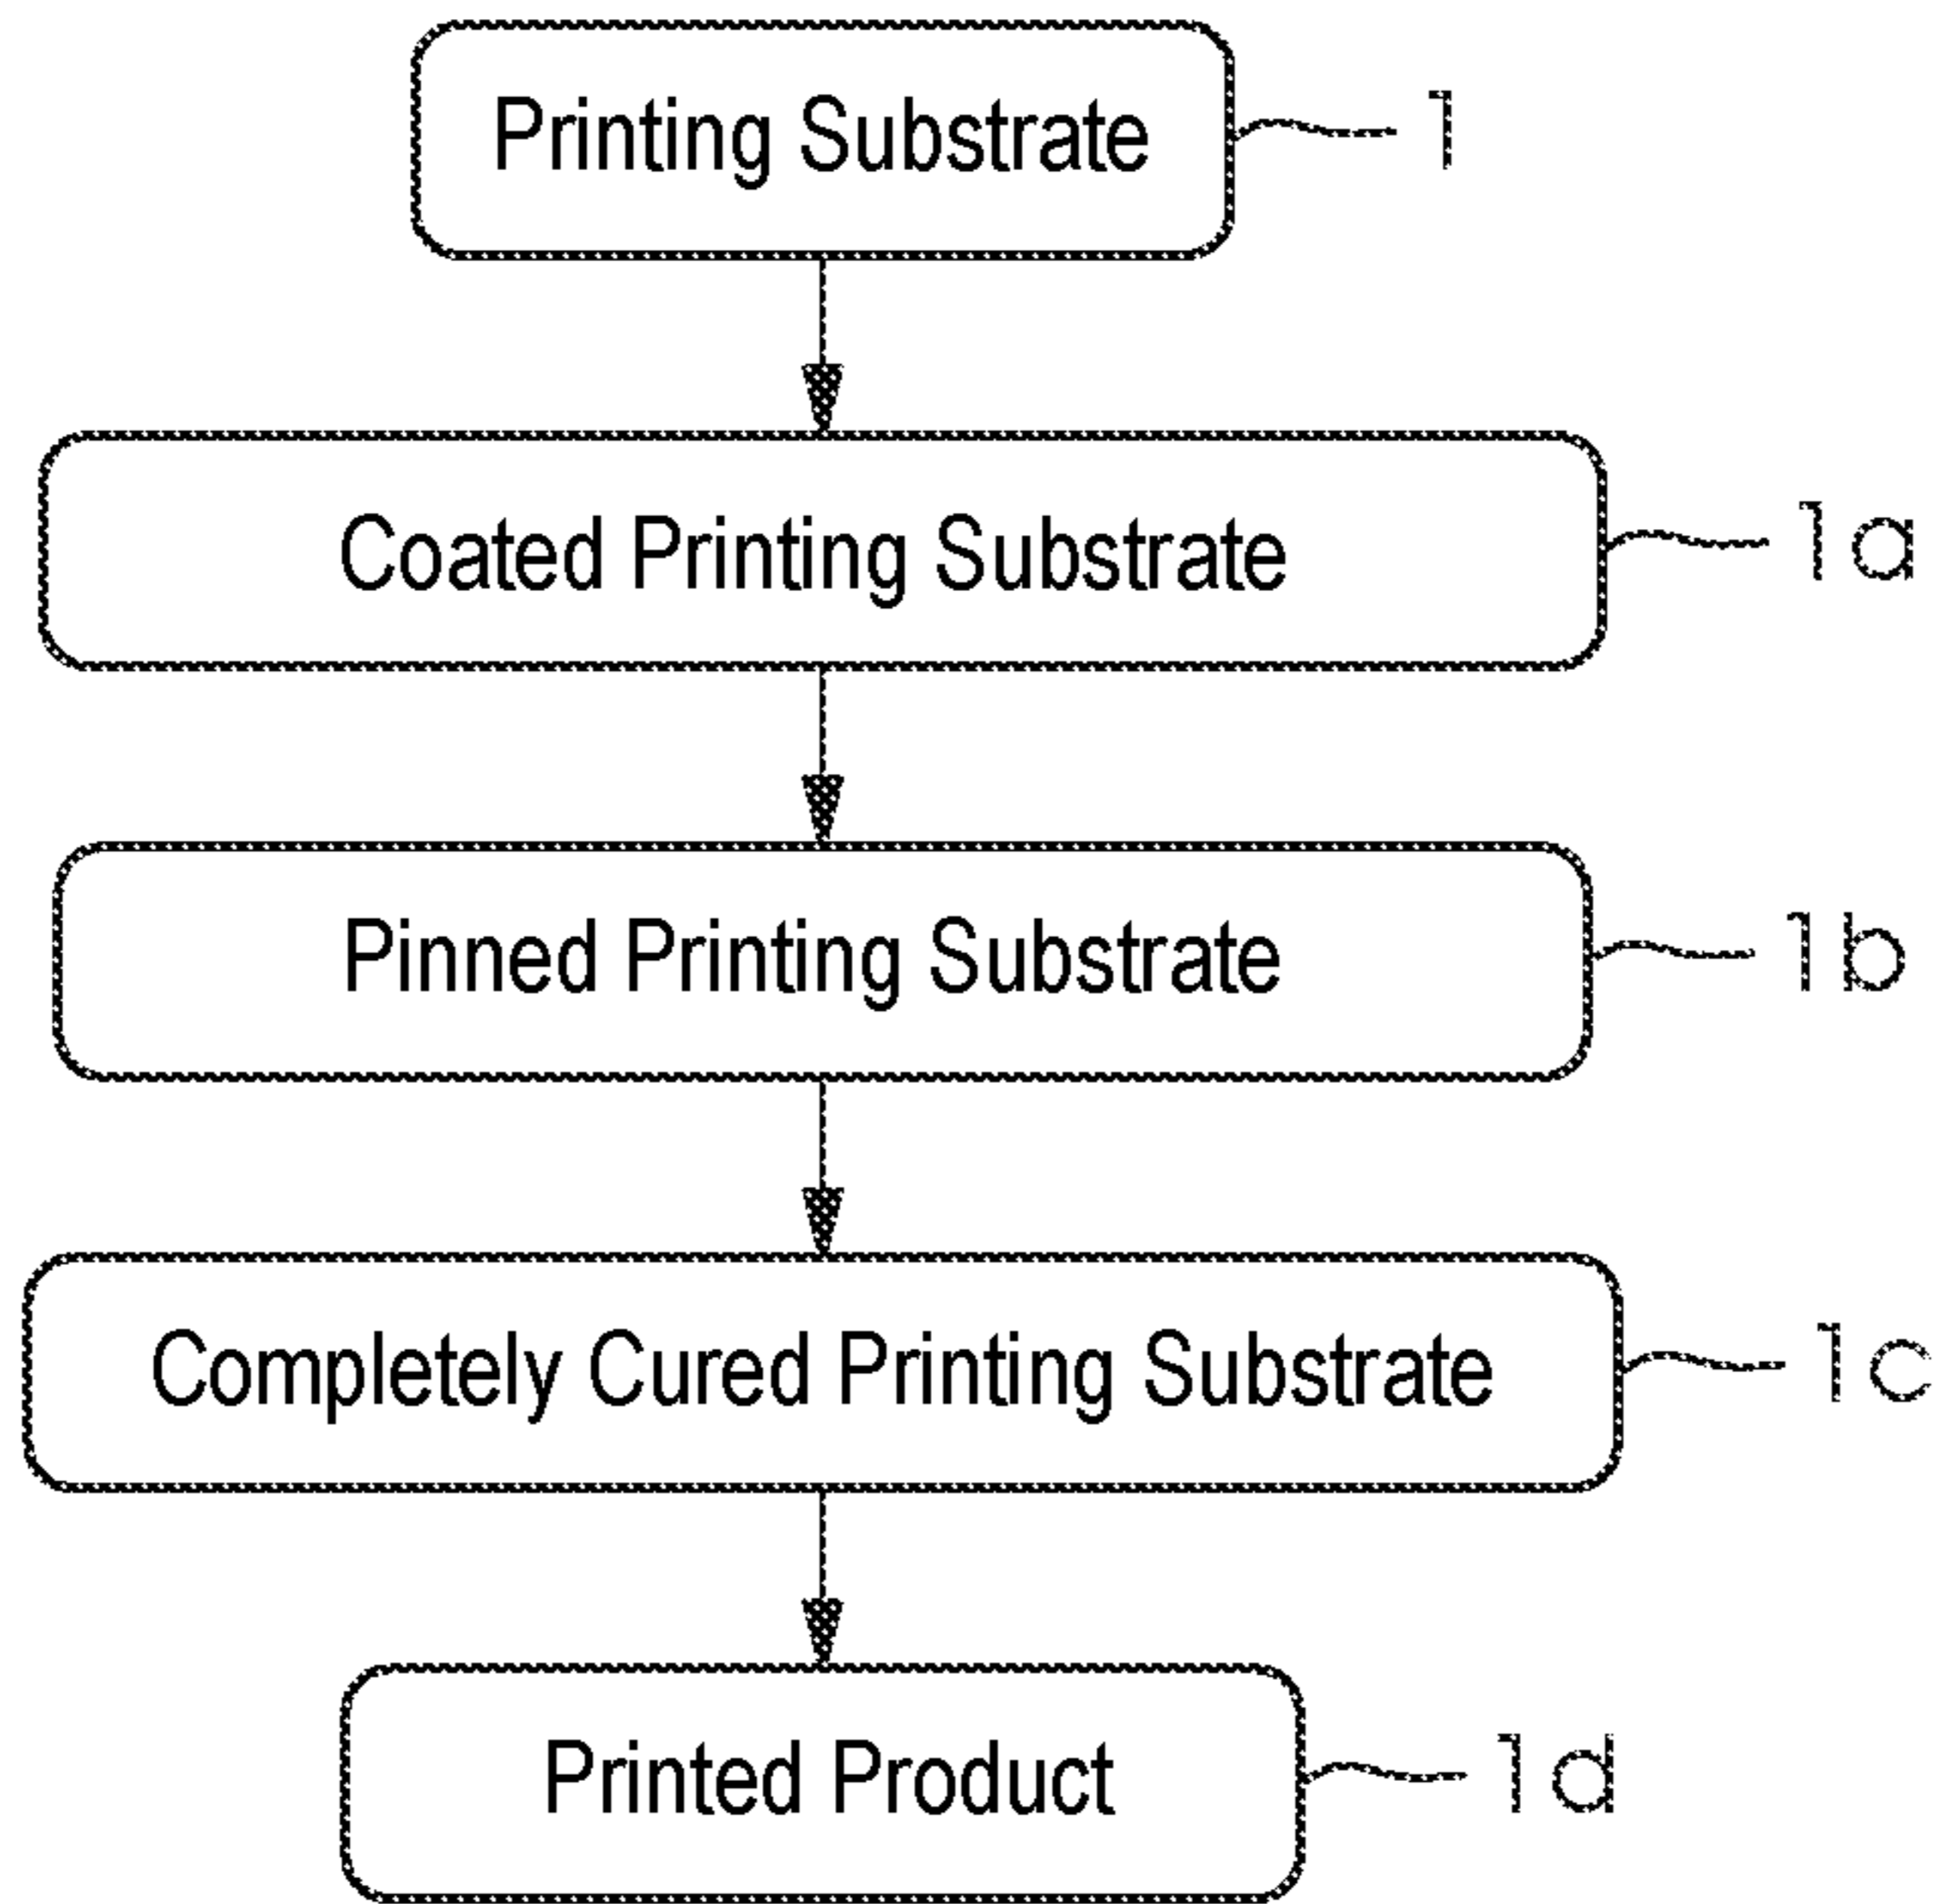 Printing Substrate 1
Coated Printing Substrate 1a
Pinned Printing Substrate 1b
Completely Cured Printing Substrate 1c
Printed Product 1d